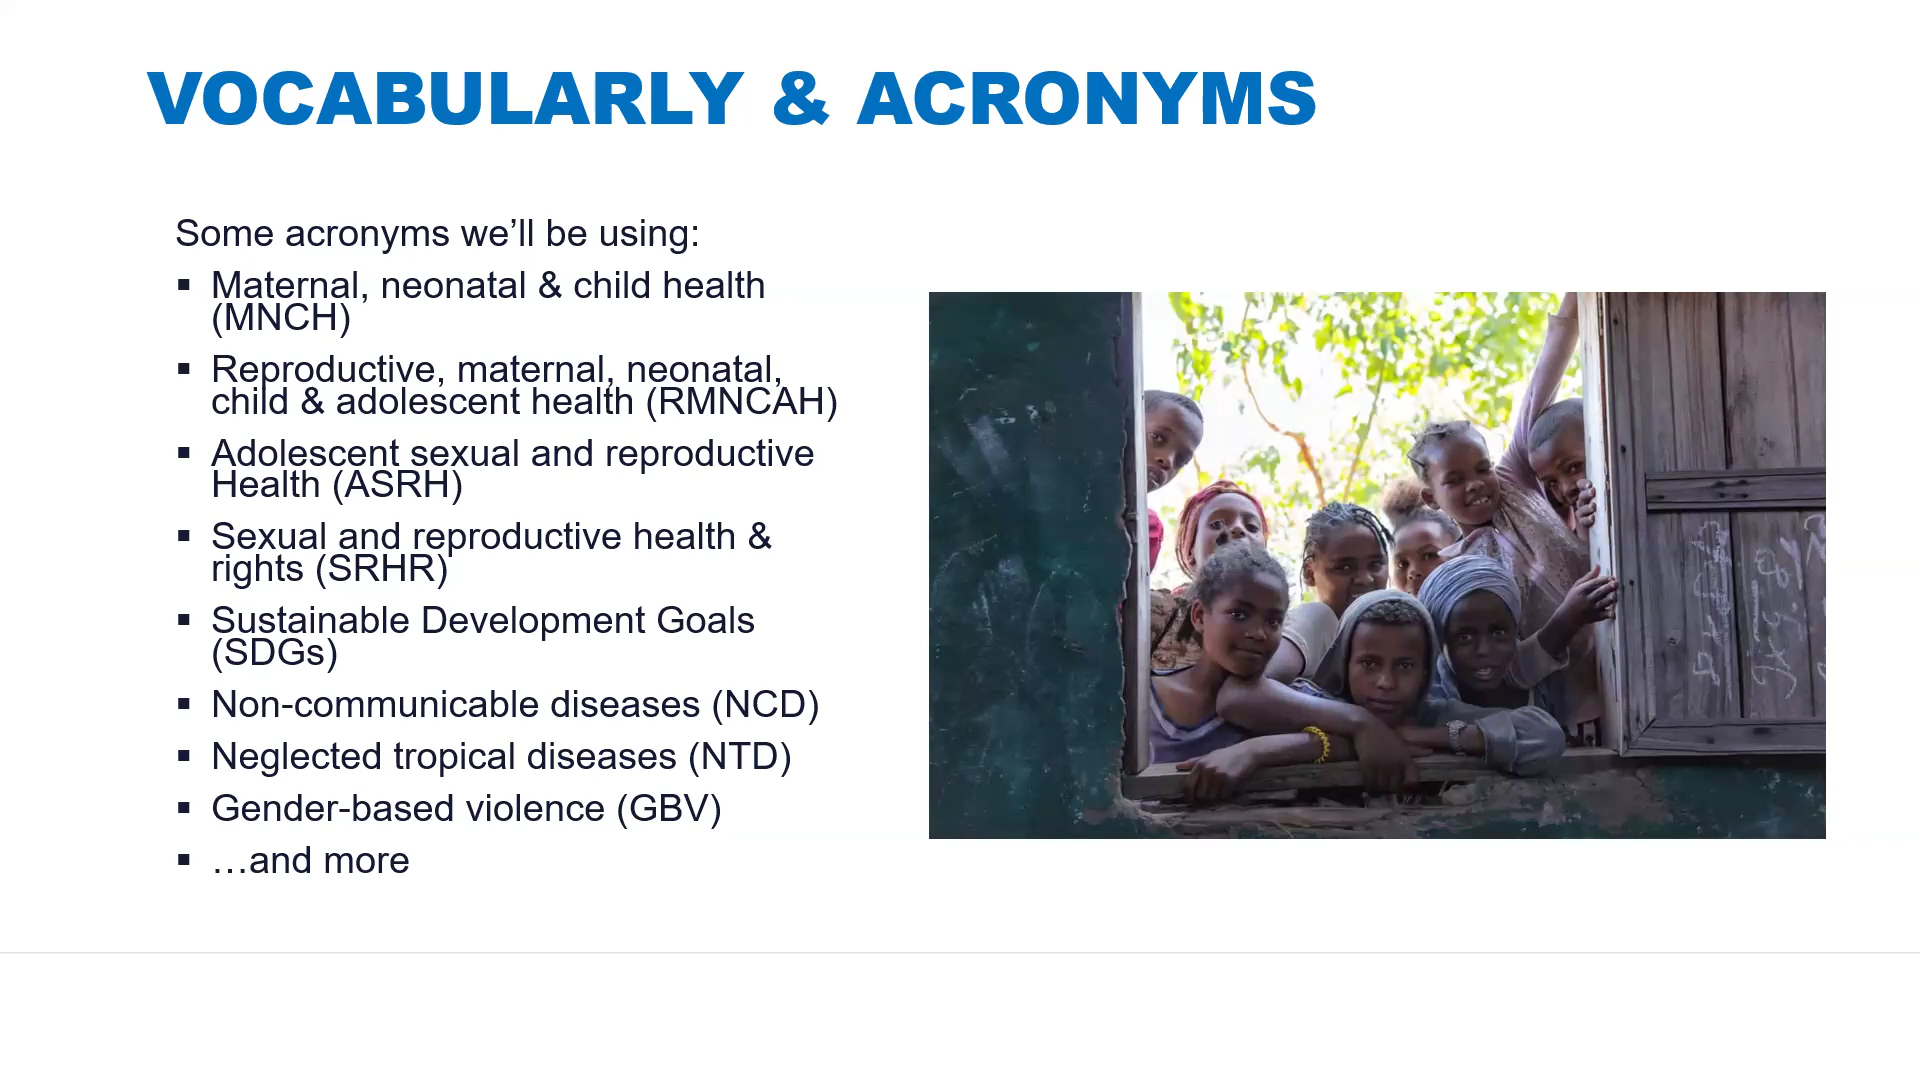 VOCABULARLY & ACRONYMS
Some acronyms we’ll be using:
▪ Maternal, neonatal & child health
(MNCH)
▪ Reproductive, maternal, neonatal,
child & adolescent health (RMNCAH)
▪ Adolescent sexual and reproductive
Health (ASRH)
▪ Sexual and reproductive health &
rights (SRHR)
▪ Sustainable Development Goals
(SDGs)
▪ Non-communicable diseases (NCD)
▪ Neglected tropical diseases (NTD)
▪ Gender-based violence (GBV)
▪ …and more